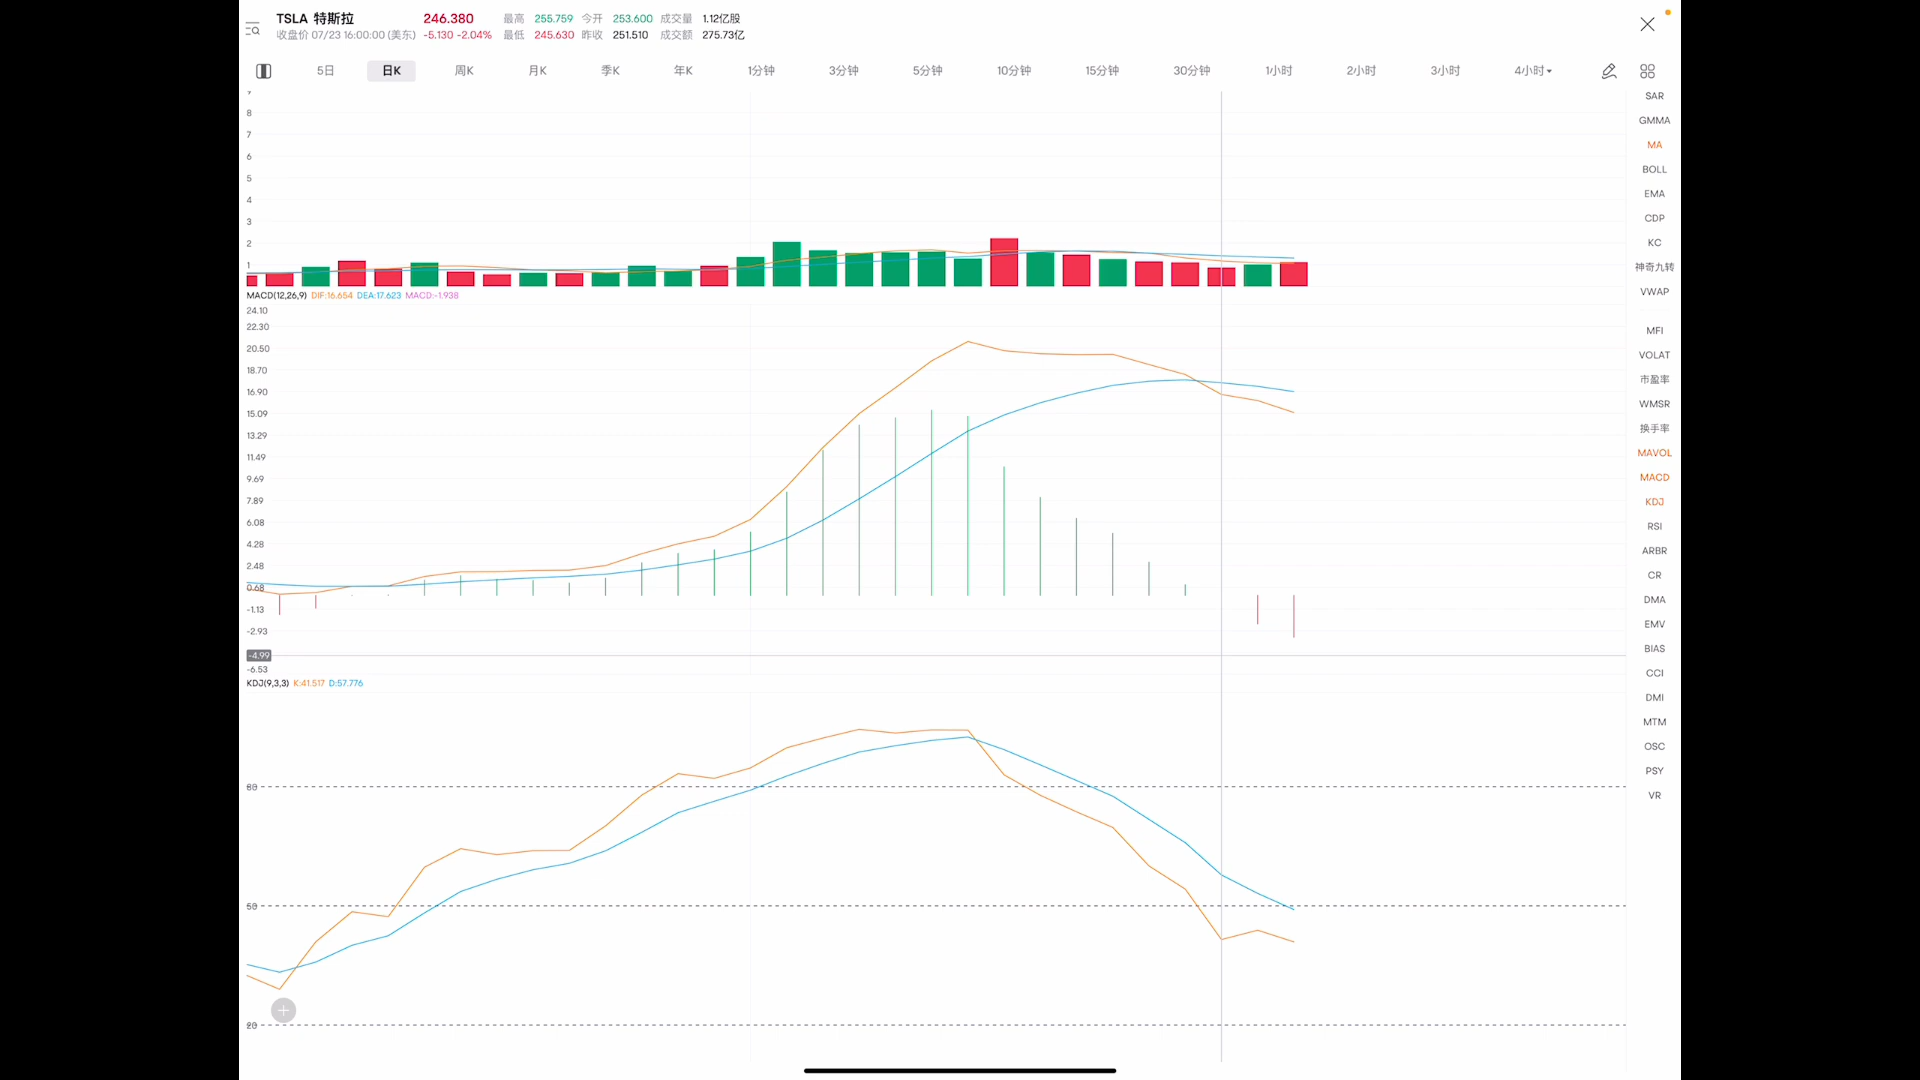 TSLA 特斯拉 246.380 最高 255.759 今开 253.600 成交量 1.12亿股
收盘价 07/23 16:00:00 (美东) -5.130 -2.04% 最低 245.630 昨收 251.510 成交额 275.73亿
5日 日K 周K 月K 季K 年K 1分钟 3分钟 5分钟 10分钟 15分钟 30分钟 1小时 2小时 3小时 4小时
8
7
6
5
4
3
2
1
MACD(12,26,9) DIF:16.654 DEA:17.623 MACD:-1.938
24.10
22.30
20.50
18.70
16.90
15.09
13.29
11.49
9.69
7.89
6.08
4.28
2.48
0.68
-1.13
-2.93
-4.99
-6.53
KDJ(9,3,3) K:41.517 D:57.776
80
50
20
SAR
GMMA
MA
BOLL
EMA
CDP
KC
神奇九转
VWAP
MFI
VOLAT
市盈率
WMSR
换手率
MAVOL
MACD
KDJ
RSI
ARBR
CR
DMA
EMV
BIAS
CCI
DMI
MTM
OSC
PSY
VR